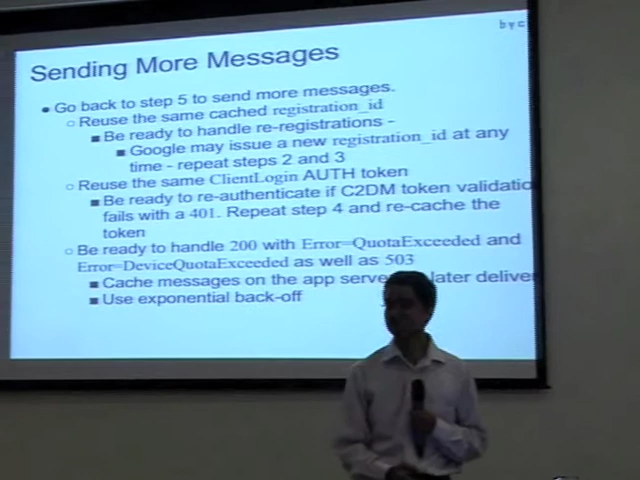 byc
Sending More Messages
● Go back to step 5 to send more messages.
○ Reuse the same cached registration_id
■ Be ready to handle re-registrations -
■ Google may issue a new registration_id at any
time - repeat steps 2 and 3
○ Reuse the same ClientLogin AUTH token
■ Be ready to re-authenticate if C2DM token validatio
fails with a 401. Repeat step 4 and re-cache the
token
○ Be ready to handle 200 with Error=QuotaExceeded and
Error=DeviceQuotaExceeded as well as 503
■ Cache messages on the app serve later deliver
■ Use exponential back-off